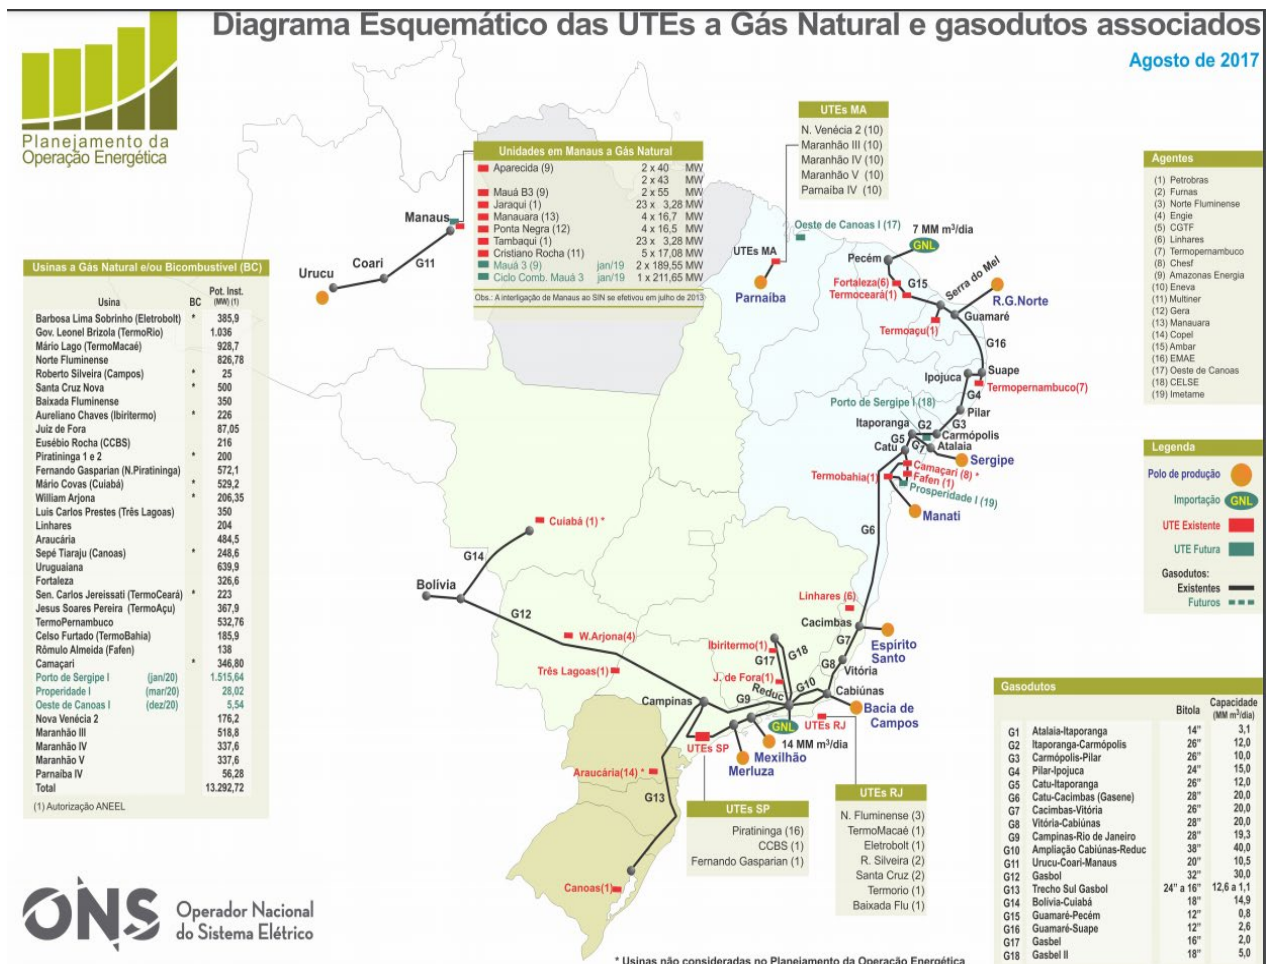 Diagrama Esquemático das UTEs a Gás Natural e gasodutos associados
Agosto de 2017
Planejamento da
Operação Energética
UTEs MA
N. Venécia 2 (10)
Maranhão III (10)
Maranhão IV (10)
Maranhão V (10)
Parnaíba IV (10)
Unidades em Manaus a Gás Natural
Aparecida (9) 2 x 40 MW
2 x 43 MW
Mauá B3 (9) 2 x 55 MW
Jaraqui (1) 23 x 3,28 MW
Manauara (13) 4 x 16,7 MW
Ponta Negra (12) 4 x 16,5 MW
Tambaqui (1) 23 x 3,28 MW
Cristiano Rocha (11) 5 x 17,08 MW
Mauá 3 (9) jan/19 2 x 189,55 MW
Ciclo Comb. Mauá 3 jan/19 1 x 211,65 MW
Obs.: A interligação de Manaus ao SIN se efetivou em julho de 2013
Agentes
(1) Petrobras
(2) Furnas
(3) Norte Fluminense
(4) Engie
(5) CGTF
(6) Linhares
(7) Termopernambuco
(8) Chesf
(9) Amazonas Energia
(10) Eneva
(11) Multiner
(12) Gera
(13) Manauara
(14) Copel
(15) Ambar
(16) EMAE
(17) Oeste de Canoas
(18) CELSE
(19) Imetame
Legenda
Polo de produção
Importação GNL
UTE Existente
UTE Futura
Gasodutos:
Existentes
Futuros
Usinas a Gás Natural e/ou Bicombustível (BC)
Usina BC Pot. Inst. (MW) (1)
Barbosa Lima Sobrinho (Eletrobolt) * 385,9
Gov. Leonel Brizola (TermoRio) 1.036
Mário Lago (TermoMacaé) 928,7
Norte Fluminense 826,78
Roberto Silveira (Campos) * 25
Santa Cruz Nova * 500
Baixada Fluminense 350
Aureliano Chaves (Ibiritermo) * 226
Juiz de Fora 87,05
Eusébio Rocha (CCBS) 216
Piratininga 1 e 2 * 200
Fernando Gasparian (N.Piratininga) 572,1
Mário Covas (Cuiabá) * 529,2
William Arjona * 206,35
Luis Carlos Prestes (Três Lagoas) 350
Linhares 204
Araucária 484,5
Sepé Tiaraju (Canoas) * 248,6
Uruguaiana 639,9
Fortaleza 326,6
Sen. Carlos Jereissati (TermoCeará) * 223
Jesus Soares Pereira (TermoAçu) 367,9
TermoPernambuco 532,76
Celso Furtado (TermoBahia) 185,9
Rômulo Almeida (Fafen) 138
Camaçari * 346,80
Porto de Sergipe I (jan/20) 1.515,64
Properidade I (mar/20) 28,02
Oeste de Canoas I (dez/20) 5,54
Nova Venécia 2 176,2
Maranhão III 518,8
Maranhão IV 337,6
Maranhão V 337,6
Parnaíba IV 56,28
Total 13.292,72
(1) Autorização ANEEL
Manaus
Coari
Urucu
G11
UTEs MA
Parnaíba
Oeste de Canoas I (17)
7 MM m³/dia
GNL
Pecém
Fortaleza(6)
G15
Termoceará(1)
Serra do Mel
R.G.Norte
Guamaré
Termoaçu(1)
G16
Ipojuca
Suape
Termopernambuco(7)
G4
Porto de Sergipe I (18)
Pilar
Itaporanga
G2
G3
Carmópolis
G5
G1
Atalaia
Catu
Sergipe
Camaçari (8) *
Termobahia(1)
Fafen (1)
Prosperidade I (19)
Manati
G6
Cuiabá (1) *
G14
Bolívia
G12
W.Arjona(4)
Três Lagoas(1)
Linhares (6)
Cacimbas
Espírito
Santo
G7
Ibiritermo(1)
G17
G18
G8
Vitória
J. de Fora(1)
Reduc
G10
Cabiúnas
Campinas
G9
Bacia de
Campos
GNL
UTEs RJ
UTEs SP
14 MM m³/dia
Mexilhão
Merluza
Araucária(14) *
G13
Canoas(1)
UTEs SP
Piratininga (16)
CCBS (1)
Fernando Gasparian (1)
UTEs RJ
N. Fluminense (3)
TermoMacaé (1)
Eletrobolt (1)
R. Silveira (2)
Santa Cruz (2)
Termorio (1)
Baixada Flu (1)
Gasodutos
Bitola Capacidade (MM m³/dia)
G1 Atalaia-Itaporanga 14" 3,1
G2 Itaporanga-Carmópolis 26" 12,0
G3 Carmópolis-Pilar 26" 10,0
G4 Pilar-Ipojuca 24" 15,0
G5 Catu-Itaporanga 26" 12,0
G6 Catu-Cacimbas (Gasene) 28" 20,0
G7 Cacimbas-Vitória 26" 20,0
G8 Vitória-Cabiúnas 28" 20,0
G9 Campinas-Rio de Janeiro 28" 19,3
G10 Ampliação Cabiúnas-Reduc 38" 40,0
G11 Urucu-Coari-Manaus 20" 10,5
G12 Gasbol 32" 30,0
G13 Trecho Sul Gasbol 24" a 16" 12,6 a 1,1
G14 Bolívia-Cuiabá 18" 14,9
G15 Guamaré-Pecém 12" 0,8
G16 Guamaré-Suape 12" 2,6
G17 Gasbel 16" 2,0
G18 Gasbel II 18" 5,0
ONS Operador Nacional
do Sistema Elétrico
* Usinas não consideradas no Planejamento da Operação Energética